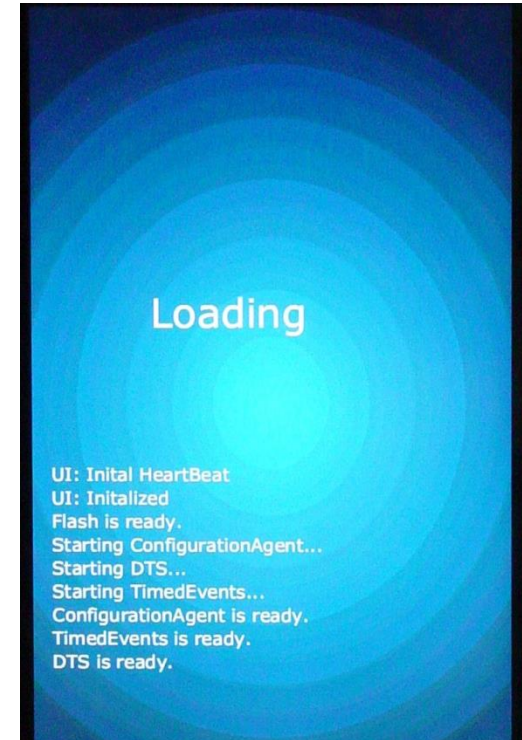 Loading
UI: Inital HeartBeat
UI: Initalized
Flash is ready.
Starting ConfigurationAgent...
Starting DTS...
Starting TimedEvents...
ConfigurationAgent is ready.
TimedEvents is ready.
DTS is ready.